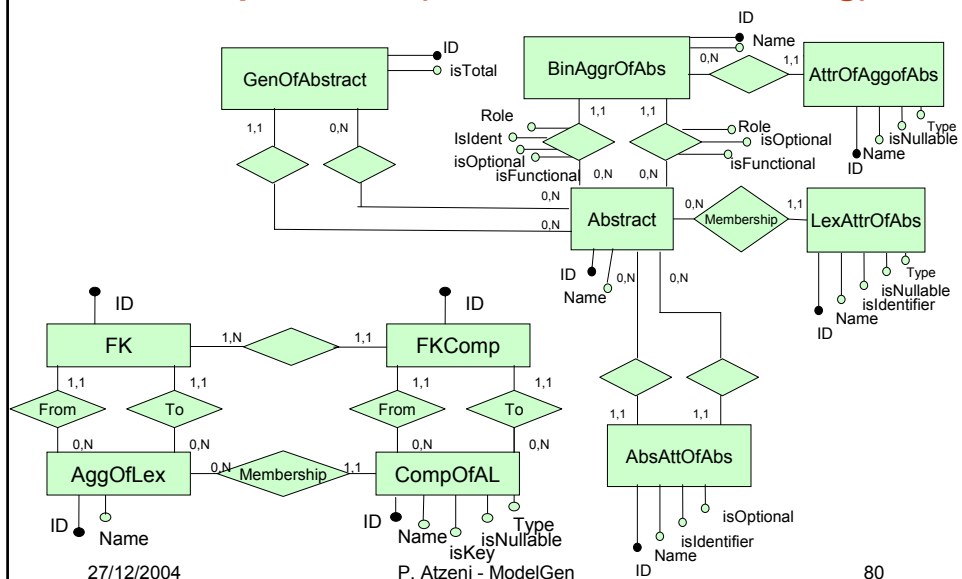 ID
isTotal
GenOfAbstract
ID
Name
BinAggrOfAbs
0,N
1,1
AttrOfAggofAbs
Type
isNullable
Name
ID
1,1
0,N
1,1
1,1
Role
IsIdent
isOptional
isFunctional
Role
isOptional
isFunctional
0,N
0,N
0,N
0,N
Abstract
0,N
Membership
1,1
LexAttrOfAbs
Type
isNullable
isIdentifier
Name
ID
ID
Name
0,N
0,N
ID
ID
FK
1,N
1,1
FKComp
1,1
1,1
1,1
1,1
From
To
From
To
0,N
0,N
0,N
0,N
AggOfLex
0,N
Membership
1,1
CompOfAL
ID
Name
ID
Name
isKey
isNullable
Type
1,1
1,1
AbsAttOfAbs
isOptional
isIdentifier
Name
ID
27/12/2004
P. Atzeni - ModelGen
80